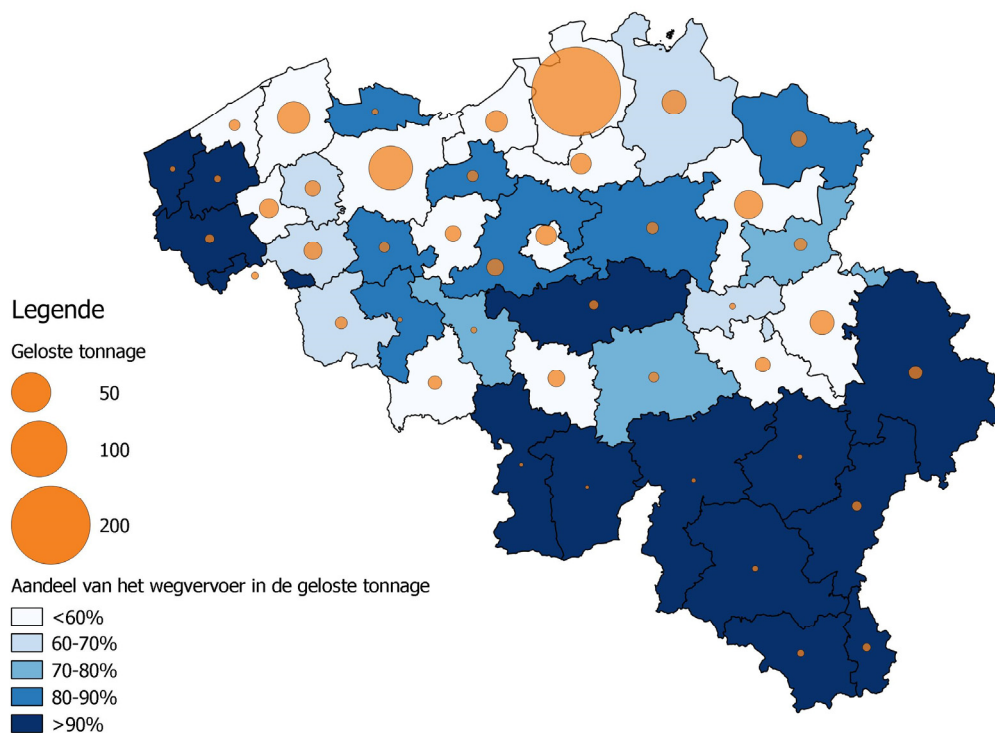 Legende
Geloste tonnage
50
100
200
Aandeel van het wegvervoer in de geloste tonnage
<60%
60-70%
70-80%
80-90%
>90%